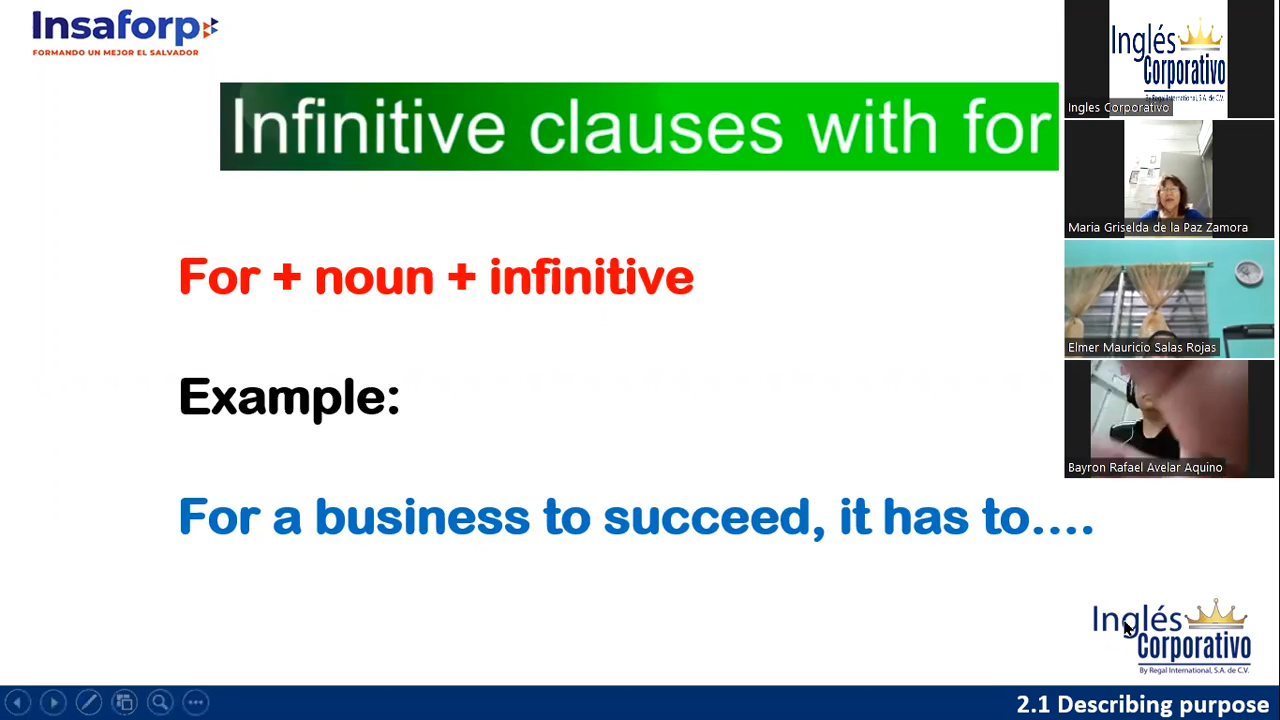 Insaforp
FORMANDO UN MEJOR EL SALVADOR
Infinitive clauses with for
For + noun + infinitive
Example:
For a business to succeed, it has to....
Inglés
Corporativo
By Regal International, S.A. de C.V.
2.1 Describing purpose
Inglés
Corporativo
By Regal International, S.A. de C.V.
Ingles Corporativo
Maria Griselda de la Paz Zamora
Elmer Mauricio Salas Rojas
Bayron Rafael Avelar Aquino